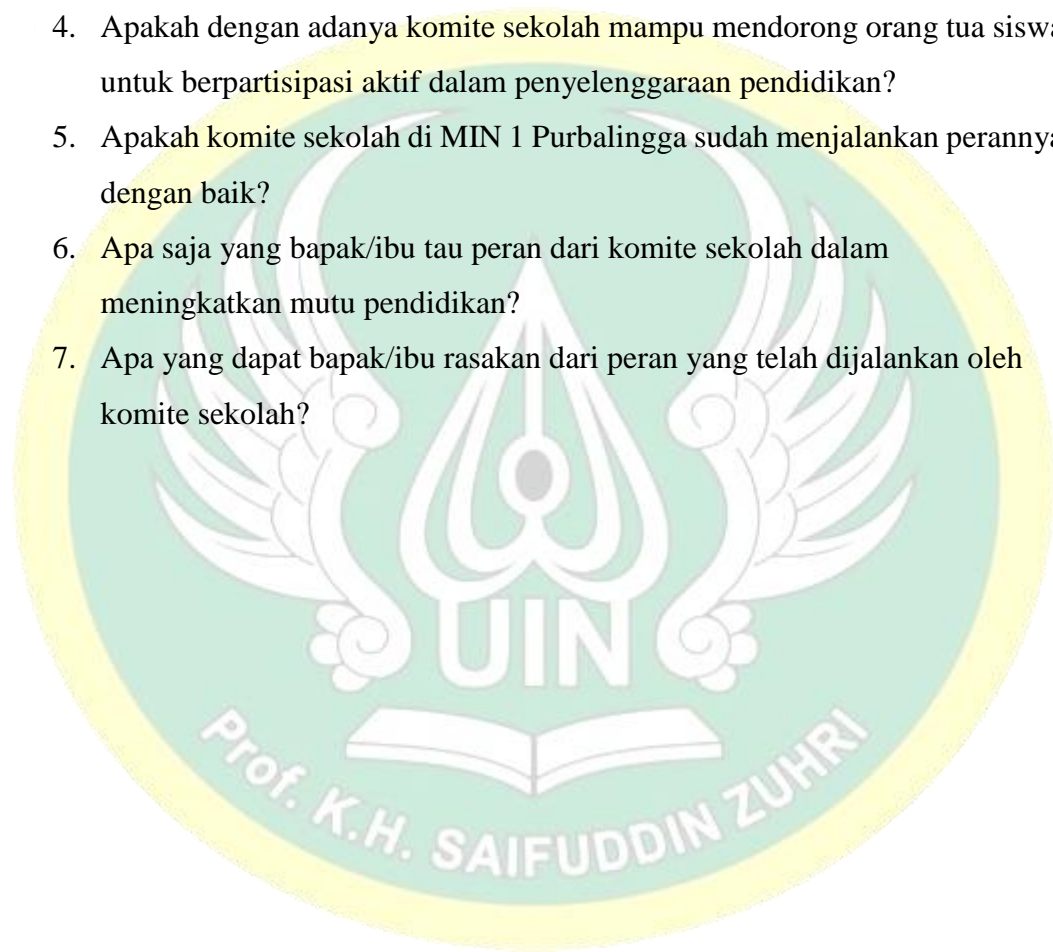 4. Apakah dengan adanya komite sekolah mampu mendorong orang tua siswa
untuk berpartisipasi aktif dalam penyelenggaraan pendidikan?
5. Apakah komite sekolah di MIN 1 Purbalingga sudah menjalankan perannya
dengan baik?
6. Apa saja yang bapak/ibu tau peran dari komite sekolah dalam
meningkatkan mutu pendidikan?
7. Apa yang dapat bapak/ibu rasakan dari peran yang telah dijalankan oleh
komite sekolah?
UIN
Prof. K.H. SAIFUDDIN ZUHRI